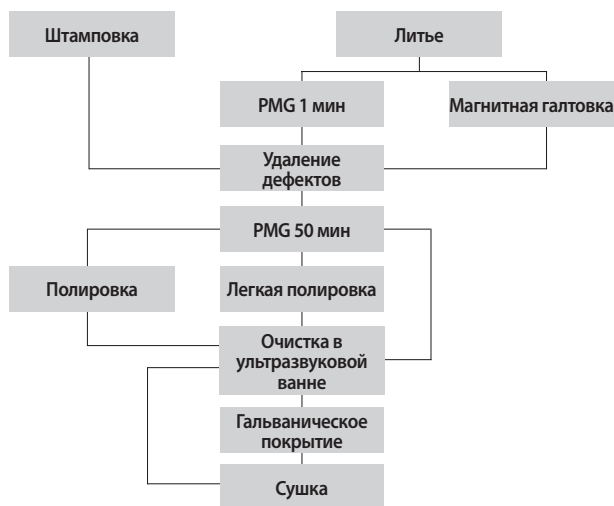 Штамповка
Литье
PMG 1 мин
Магнитная галтовка
Удаление
дефектов
PMG 50 мин
Полировка
Легкая полировка
Очистка в
ультразвуковой
ванне
Гальваническое
покрытие
Сушка